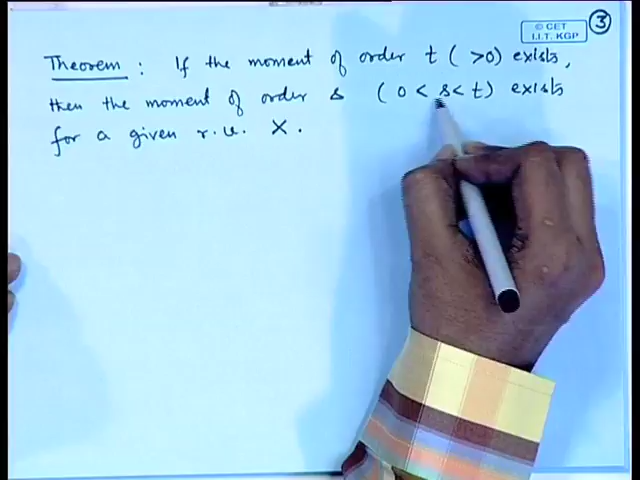 © CET
I.I.T. KGP
3
Theorem : If the moment of order t ( >0) exists,
then the moment of order s ( 0 < s < t ) exists
for a given r.v. X.